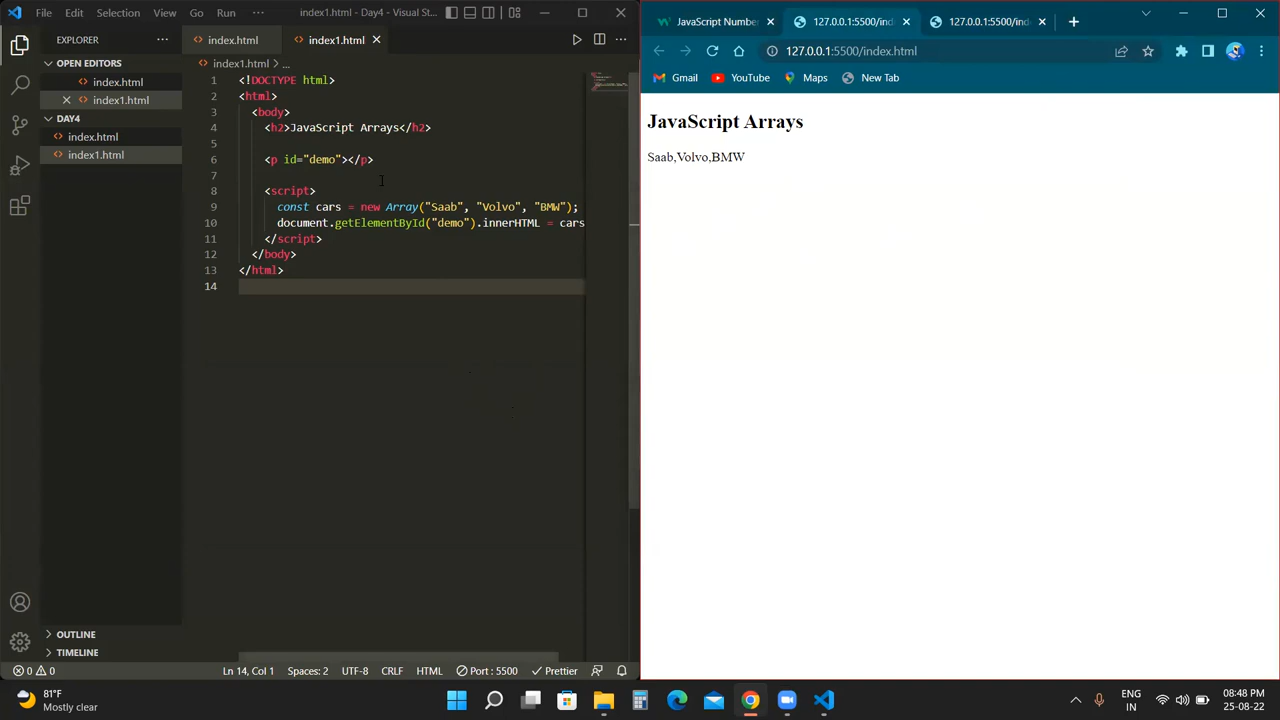 File Edit Selection View Go Run ··· index1.html - Day4 - Visual St...
EXPLORER ···
OPEN EDITORS
index.html
index1.html
DAY4
index.html
index1.html
OUTLINE
TIMELINE
index.html index1.html
index1.html > ...
1 <!DOCTYPE html>
2 <html>
3 <body>
4 <h2>JavaScript Arrays</h2>
5
6 <p id="demo"></p>
7
8 <script>
9 const cars = new Array("Saab", "Volvo", "BMW");
10 document.getElementById("demo").innerHTML = cars
11 </script>
12 </body>
13 </html>
14
0 0 Ln 14, Col 1 Spaces: 2 UTF-8 CRLF HTML Port : 5500 Prettier
JavaScript Number 127.0.0.1:5500/ind 127.0.0.1:5500/ind
127.0.0.1:5500/index.html
Gmail YouTube Maps New Tab
JavaScript Arrays
Saab,Volvo,BMW
81°F
Mostly clear
ENG
IN
08:48 PM
25-08-22